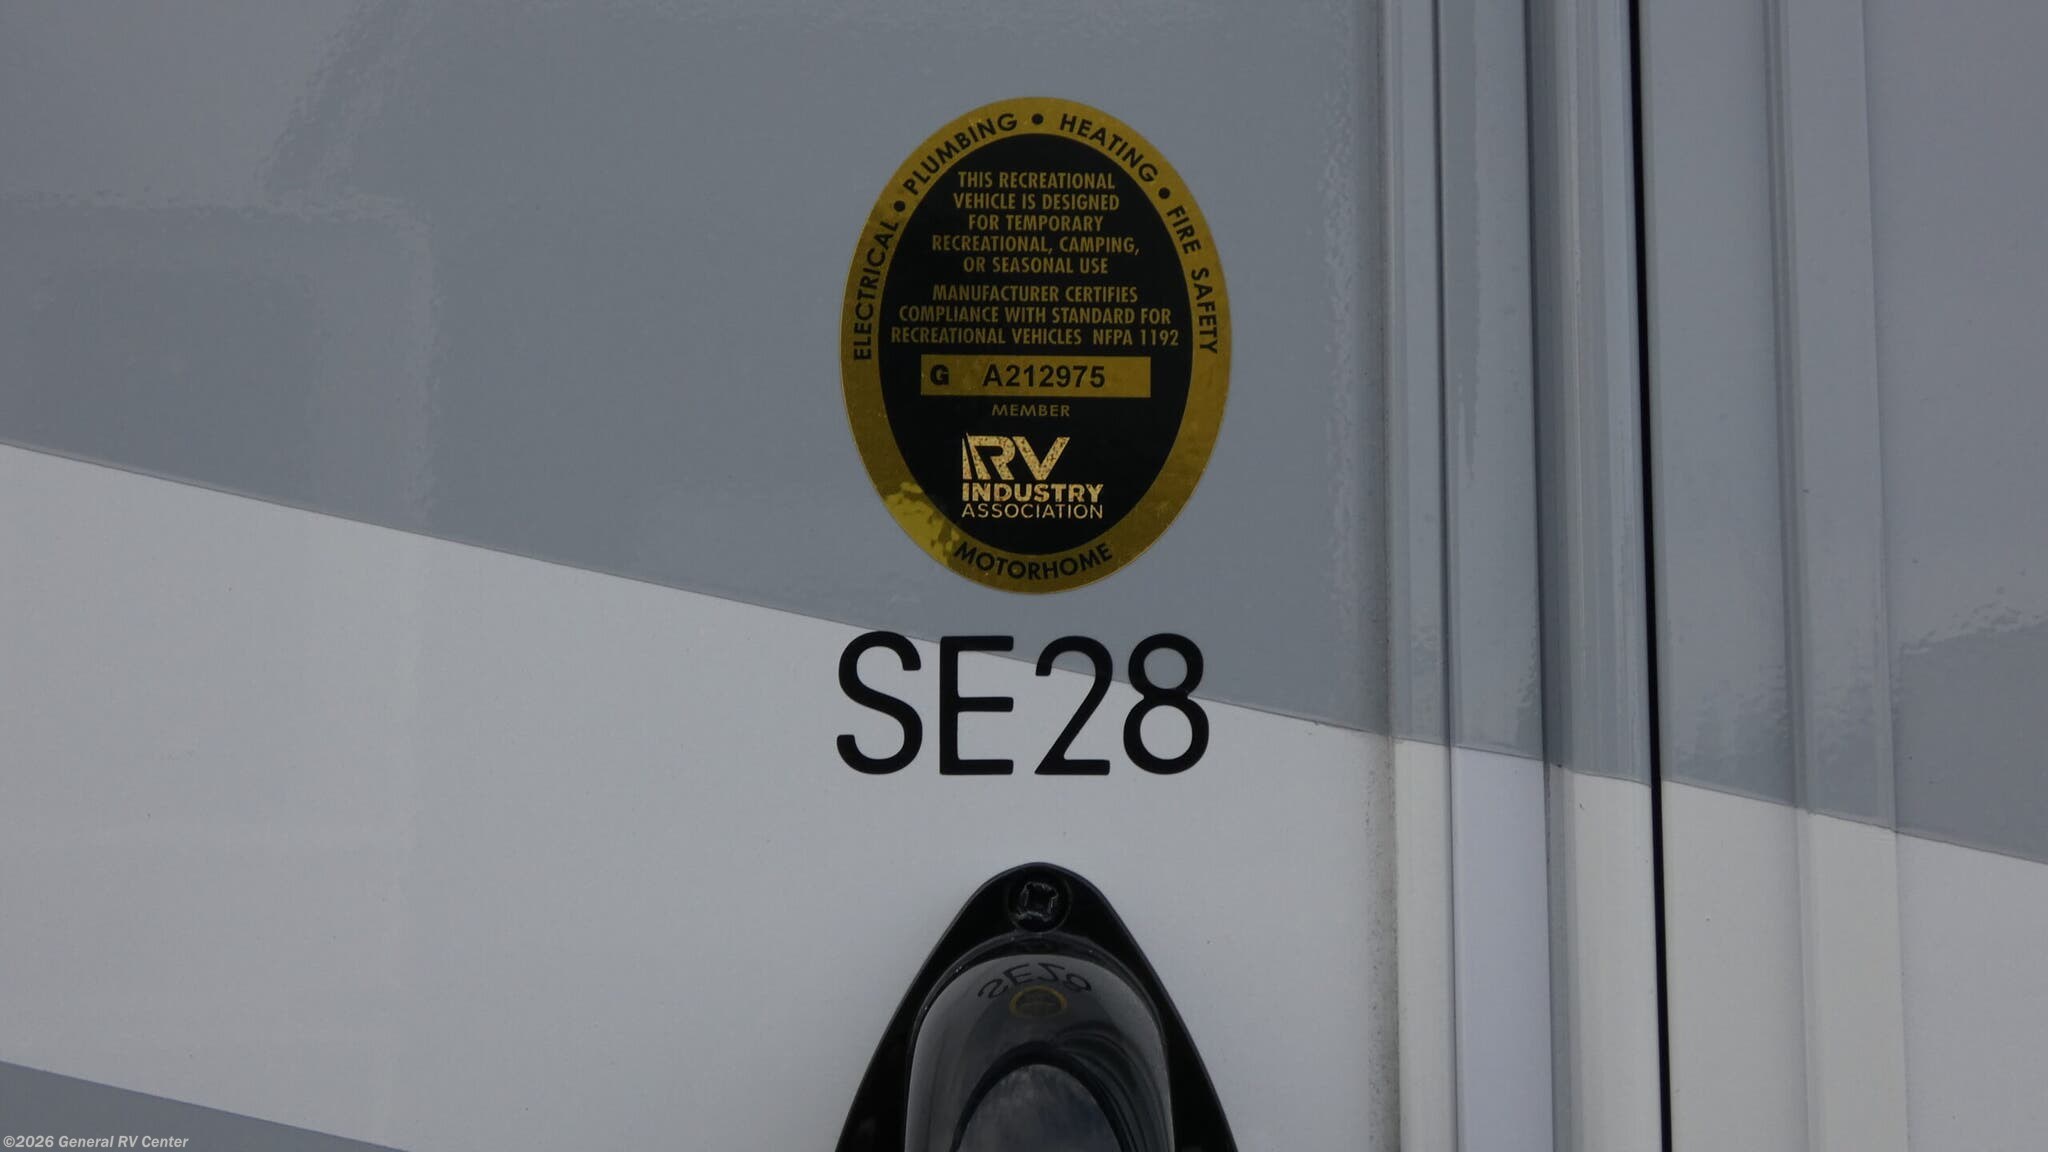 ELECTRICAL • PLUMBING • HEATING • FIRE SAFETY
THIS RECREATIONAL
VEHICLE IS DESIGNED
FOR TEMPORARY
RECREATIONAL, CAMPING,
OR SEASONAL USE
MANUFACTURER CERTIFIES
COMPLIANCE WITH STANDARD FOR
RECREATIONAL VEHICLES NFPA 1192
G A212975
MEMBER
RV
INDUSTRY
ASSOCIATION
MOTORHOME
SE28
SE28
©2026 General RV Center